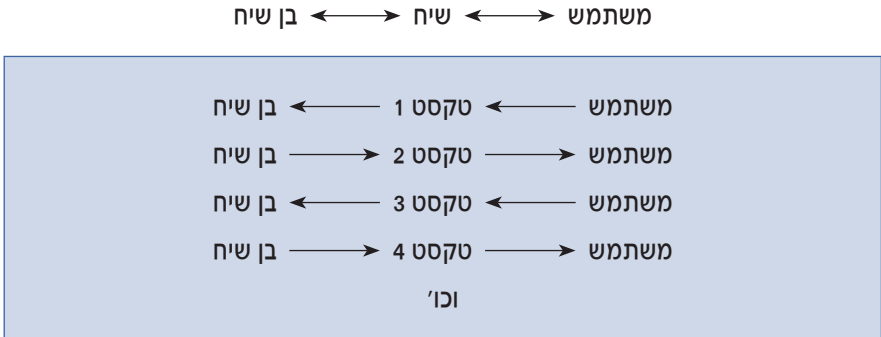 משתמש ⟷ שיח ⟷ בן שיח
משתמש ⟵ טקסט 1 ⟵ בן שיח
משתמש ⟶ טקסט 2 ⟶ בן שיח
משתמש ⟵ טקסט 3 ⟵ בן שיח
משתמש ⟶ טקסט 4 ⟶ בן שיח
וכו'